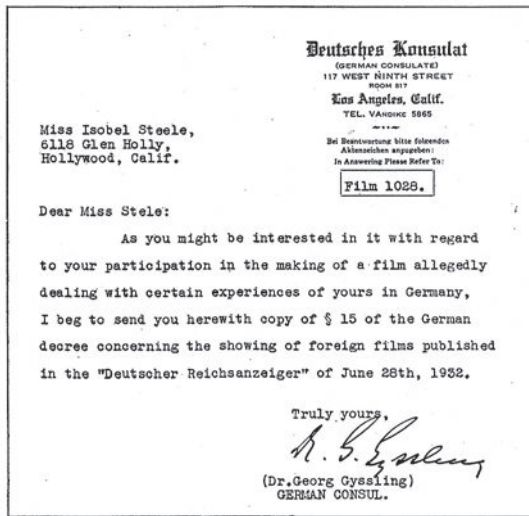 Deutsches Konsulat
(GERMAN CONSULATE)
117 WEST NINTH STREET
ROOM 817
Los Angeles, Calif.
TEL. VANDIKE 5865
Bei Beantwortung bitte folgendes
Aktenzeichen anzugeben:
In Answering Please Refer To:
Film 1028.
Miss Isobel Steele,
6118 Glen Holly,
Hollywood, Calif.
Dear Miss Stele:
As you might be interested in it with regard
to your participation in the making of a film allegedly
dealing with certain experiences of yours in Germany,
I beg to send you herewith copy of § 15 of the German
decree concerning the showing of foreign films published
in the "Deutscher Reichsanzeiger" of June 28th, 1932.
Truly yours,
Dr. G. Gyssling
(Dr.Georg Gyssling)
GERMAN CONSUL.